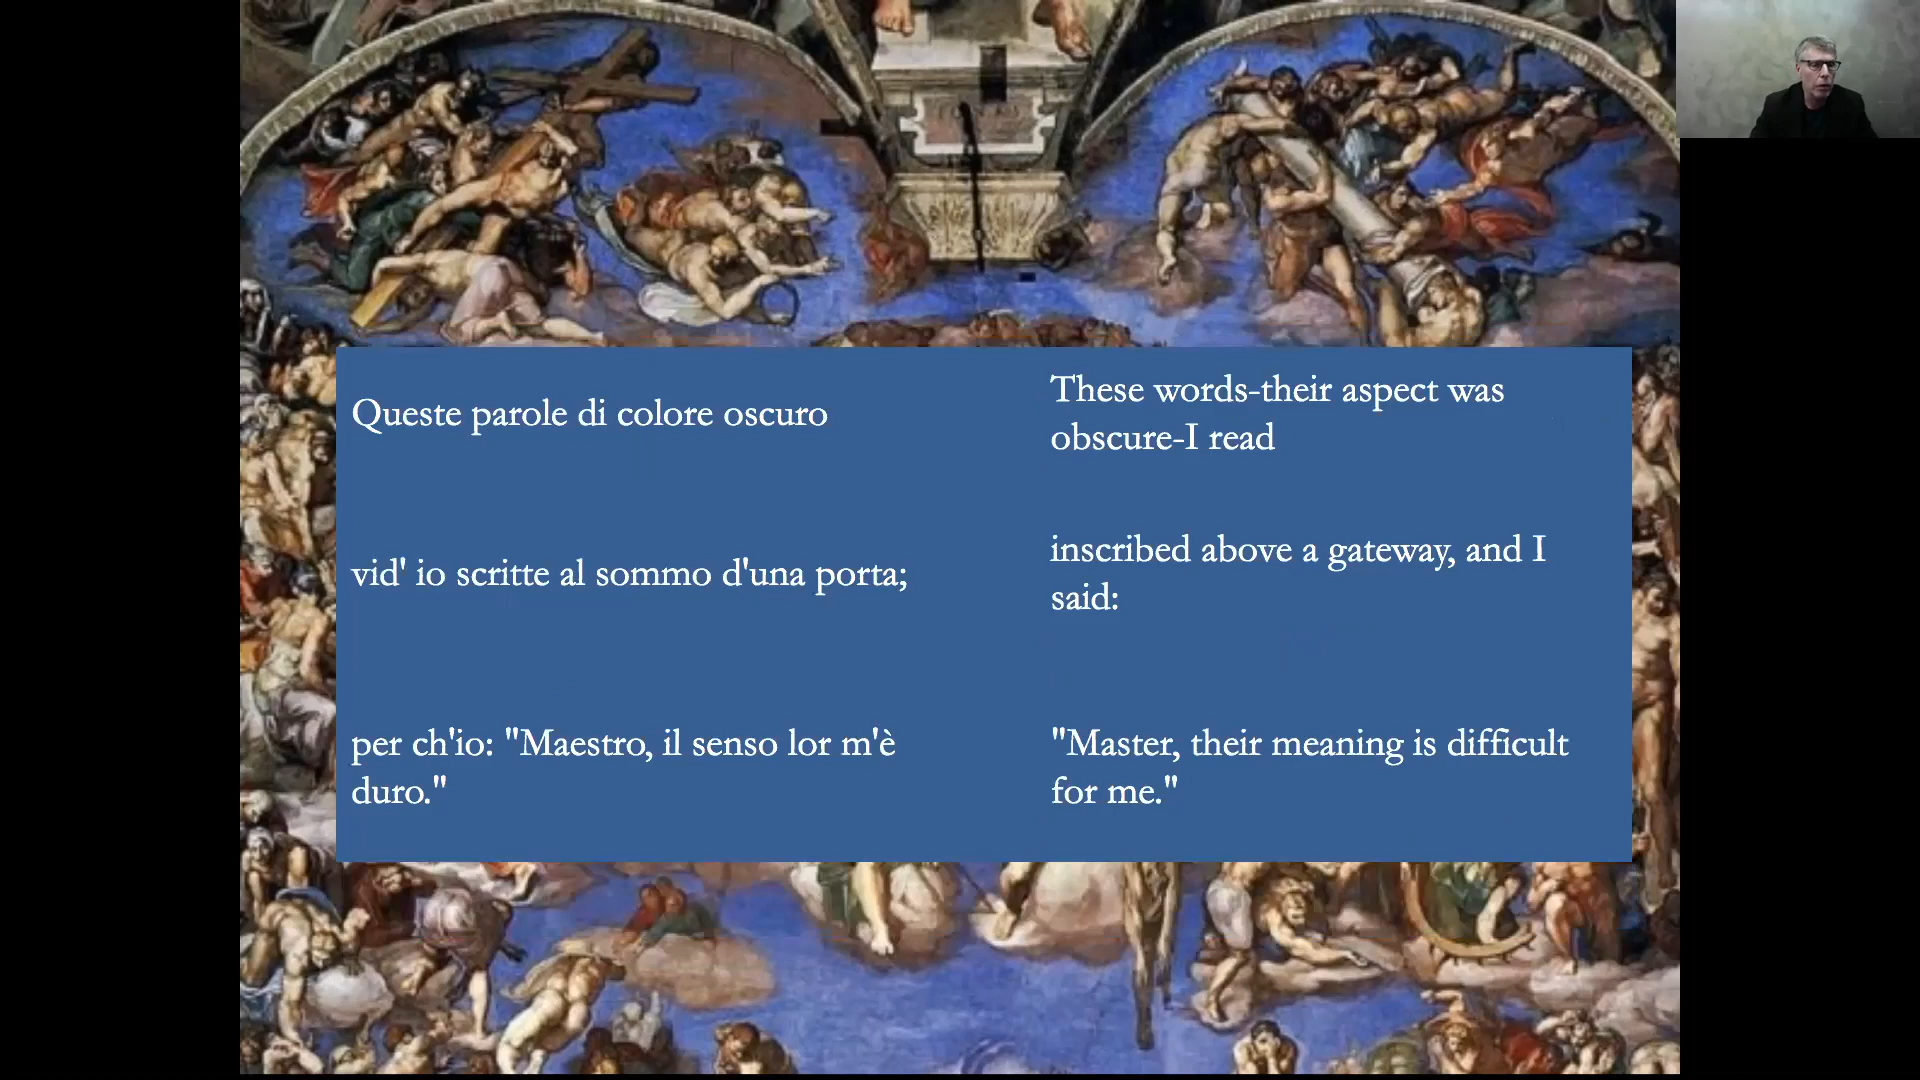 Queste parole di colore oscuro
These words-their aspect was
obscure-I read
vid' io scritte al sommo d'una porta;
inscribed above a gateway, and I
said:
per ch'io: "Maestro, il senso lor m'è
duro."
"Master, their meaning is difficult
for me."